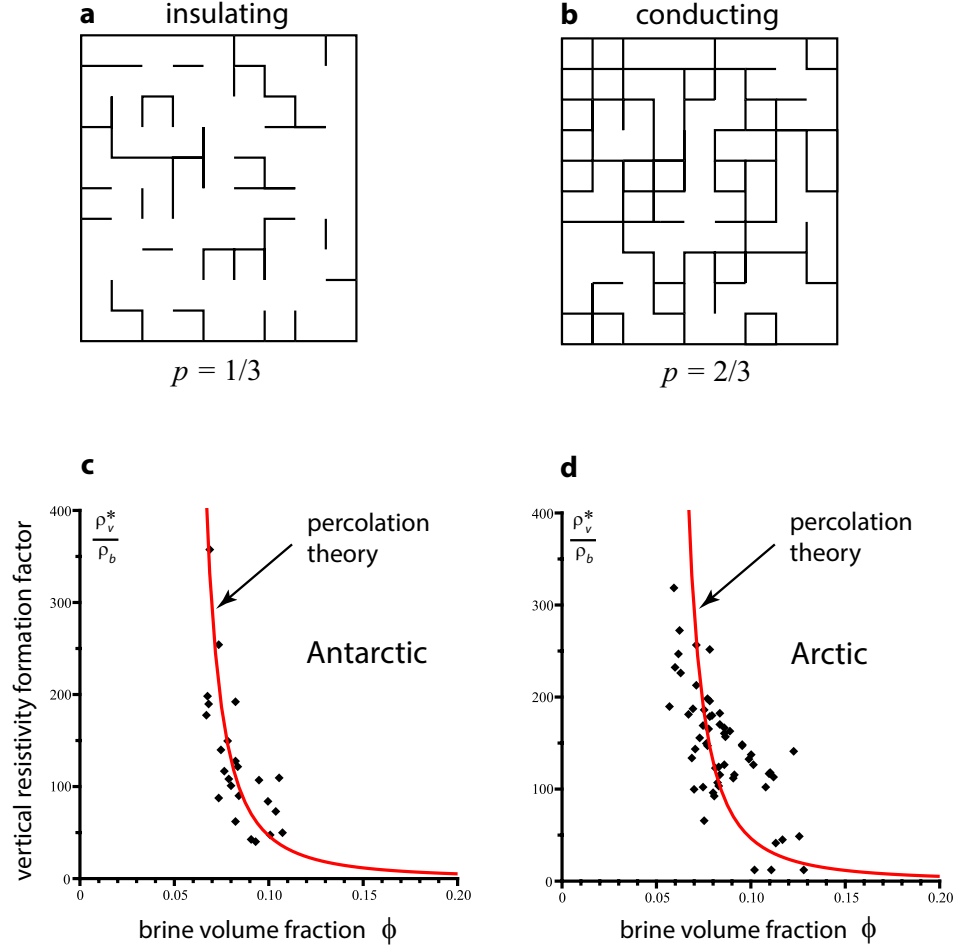 a insulating
b conducting
p = 1/3
p = 2/3
c
d
vertical resistivity formation factor
400
300
200
100
0
ρ*v
ρb
percolation
theory
Antarctic
0 0.05 0.10 0.15 0.20
brine volume fraction ϕ
400
300
200
100
0
ρ*v
ρb
percolation
theory
Arctic
0 0.05 0.10 0.15 0.20
brine volume fraction ϕ